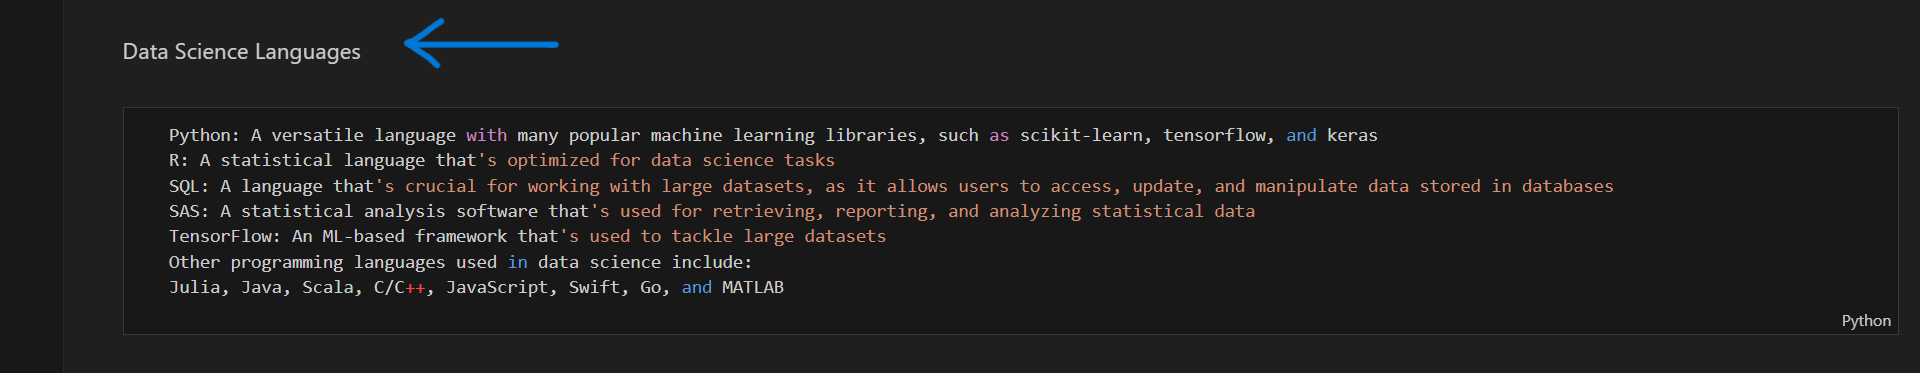 Data Science Languages
Python: A versatile language with many popular machine learning libraries, such as scikit-learn, tensorflow, and keras
R: A statistical language that's optimized for data science tasks
SQL: A language that's crucial for working with large datasets, as it allows users to access, update, and manipulate data stored in databases
SAS: A statistical analysis software that's used for retrieving, reporting, and analyzing statistical data
TensorFlow: An ML-based framework that's used to tackle large datasets
Other programming languages used in data science include:
Julia, Java, Scala, C/C++, JavaScript, Swift, Go, and MATLAB
Python